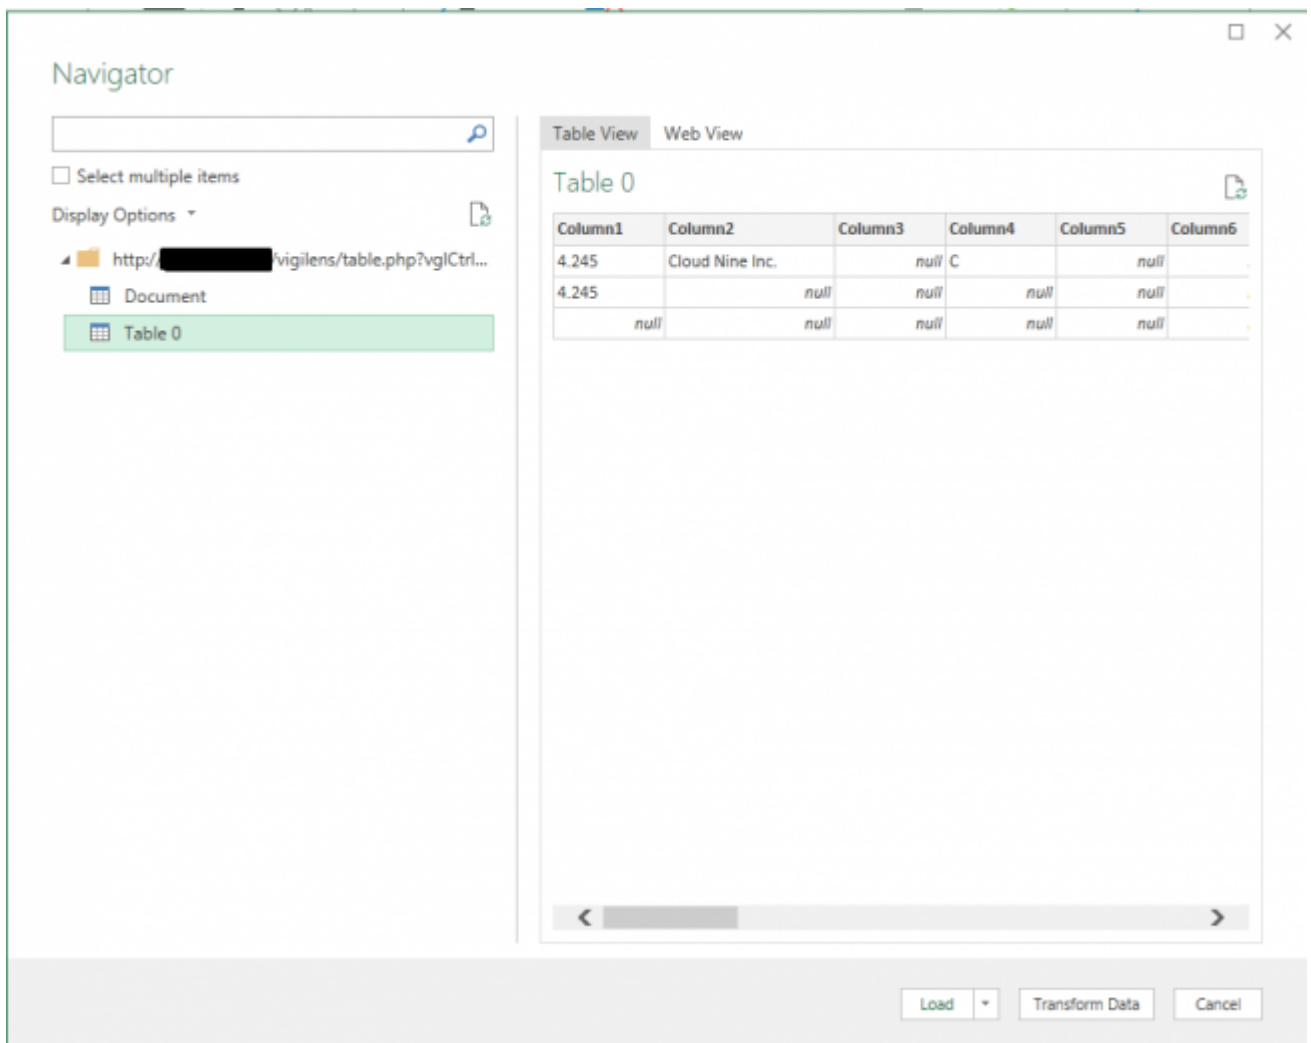 Navigator
Select multiple items
Display Options
http:// /vigilens/table.php?vglCtrl...
Document
Table 0
Table View Web View
Table 0
Column1 Column2 Column3 Column4 Column5 Column6
4.245 Cloud Nine Inc. null C null
4.245 null null null null
null null null null null
Load Transform Data Cancel